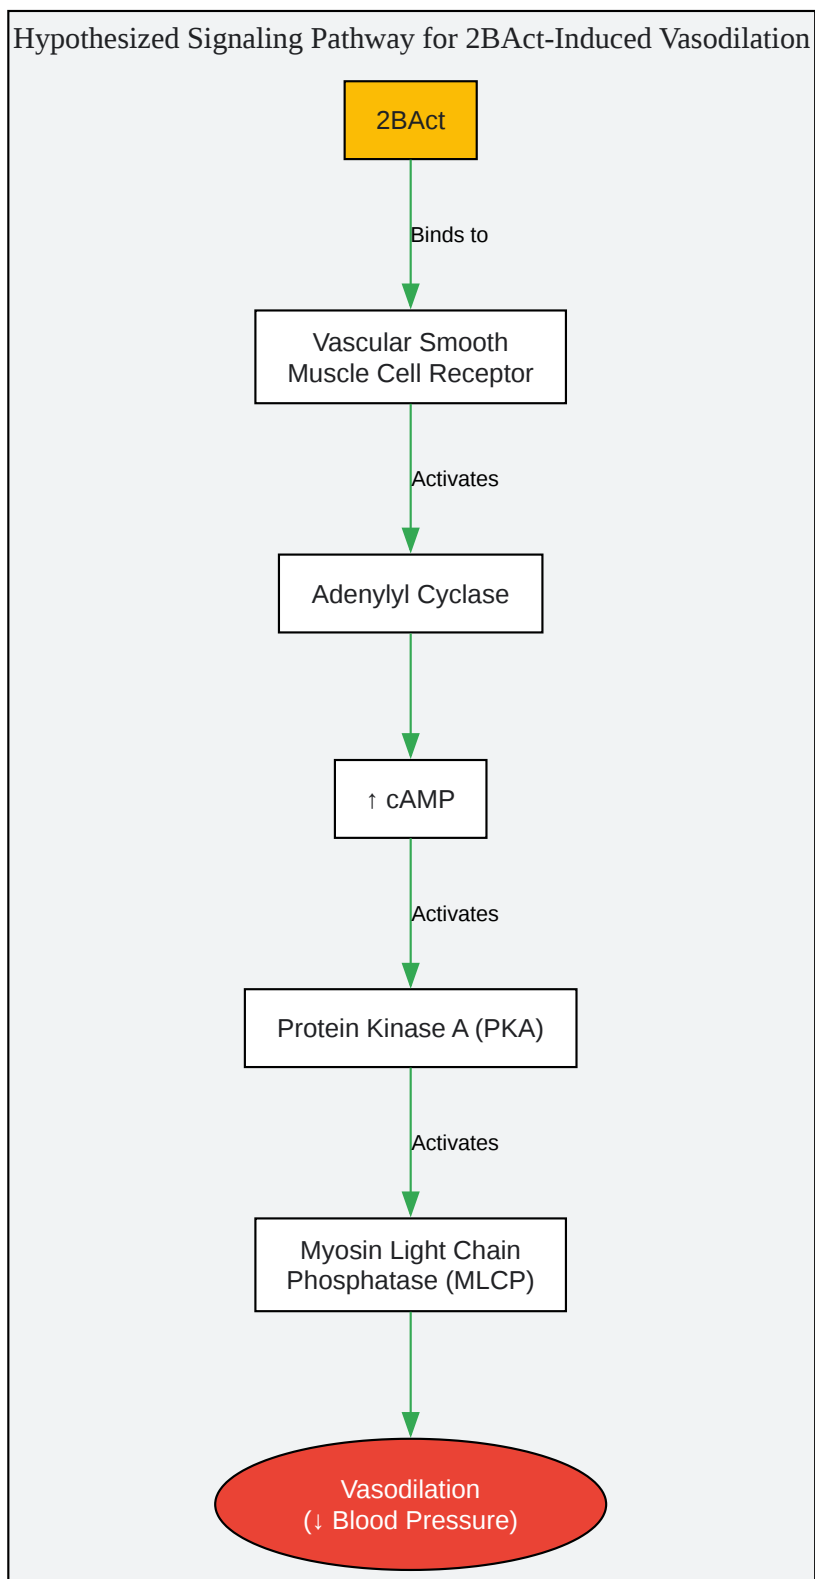 Hypothesized Signaling Pathway for 2BAct-Induced Vasodilation
2BAct
Binds to
Vascular Smooth
Muscle Cell Receptor
Activates
Adenylyl Cyclase
↑ cAMP
Activates
Protein Kinase A (PKA)
Activates
Myosin Light Chain
Phosphatase (MLCP)
Vasodilation
(↓ Blood Pressure)